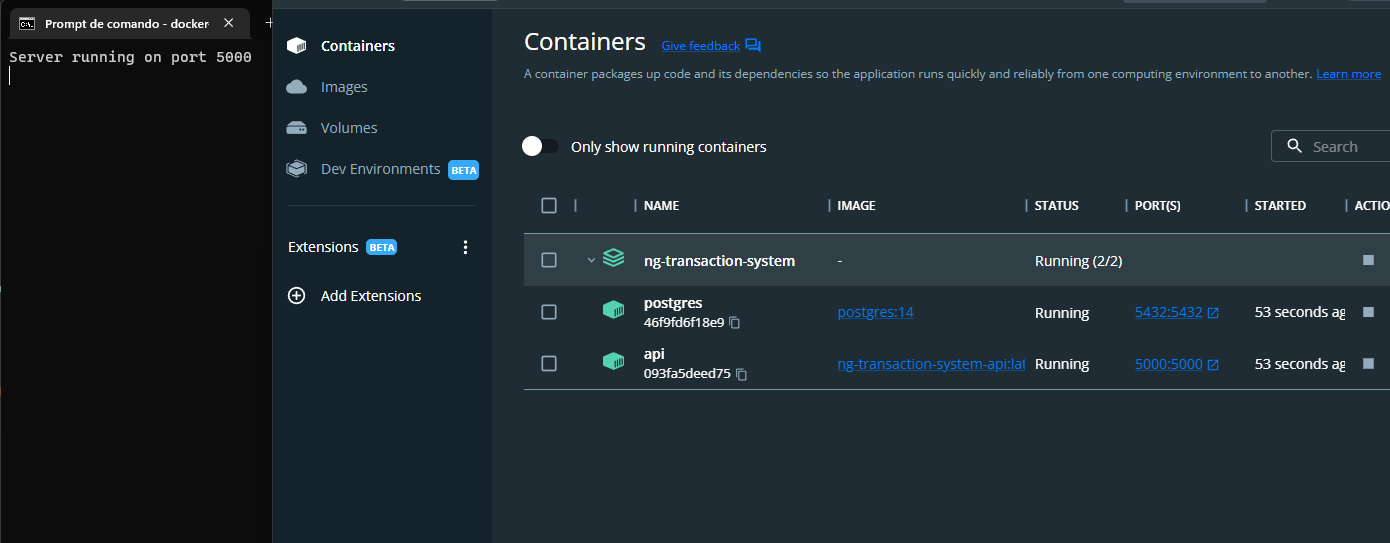 Prompt de comando - docker
Server running on port 5000
Containers
Images
Volumes
Dev Environments BETA
Extensions BETA
Add Extensions
Containers Give feedback
A container packages up code and its dependencies so the application runs quickly and reliably from one computing environment to another. Learn more
Only show running containers
Search
NAME IMAGE STATUS PORT(S) STARTED ACTIO
ng-transaction-system - Running (2/2)
postgres
46f9fd6f18e9 postgres:14 Running 5432:5432 53 seconds ag
api
093fa5deed75 ng-transaction-system-api:lat Running 5000:5000 53 seconds ag